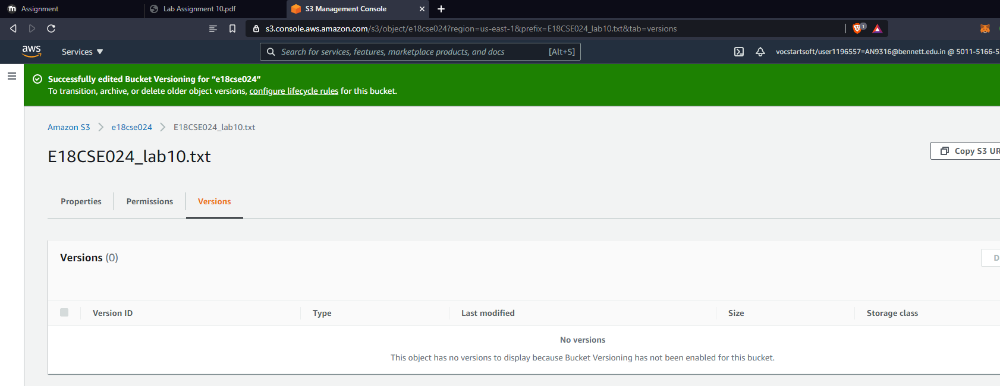 Assignment
Lab Assignment 10.pdf
S3 Management Console
s3.console.aws.amazon.com/s3/object/e18cse024?region=us-east-1&prefix=E18CSE024_lab10.txt&tab=versions
1
aws
Services
Search for services, features, marketplace products, and docs
[Alt+S]
vocstartsoft/user1196557=AN9316@bennett.edu.in @ 5011-5166-5
Successfully edited Bucket Versioning for “e18cse024”
To transition, archive, or delete older object versions, configure lifecycle rules for this bucket.
Amazon S3 > e18cse024 > E18CSE024_lab10.txt
E18CSE024_lab10.txt
Copy S3 UR
Properties
Permissions
Versions
Versions (0)
D
Version ID
Type
Last modified
Size
Storage class
No versions
This object has no versions to display because Bucket Versioning has not been enabled for this bucket.